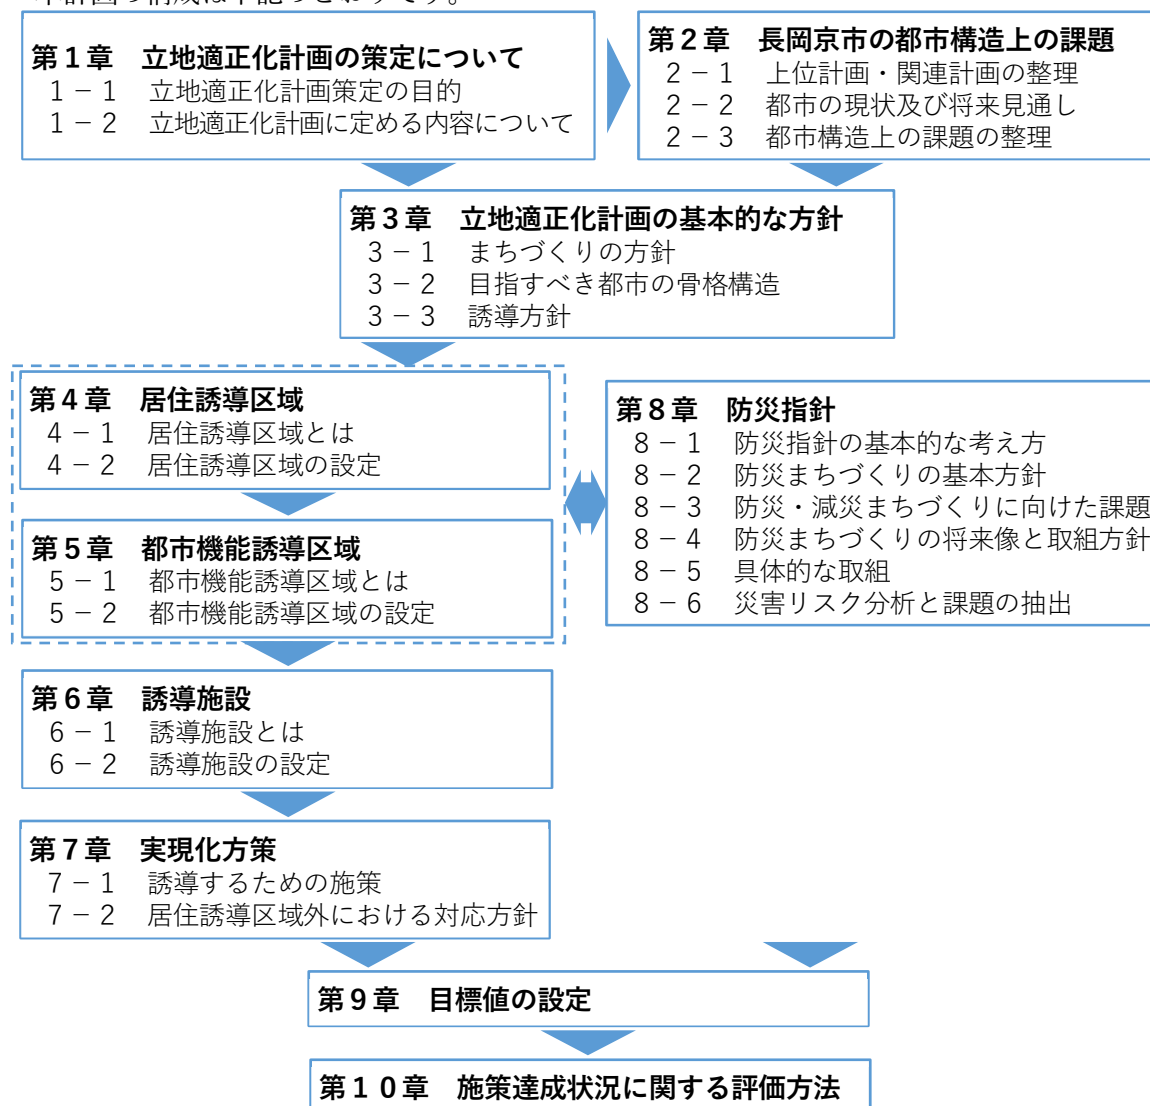 本計画の構成は下記のとおりです。
第１章　立地適正化計画の策定について
１－１　立地適正化計画策定の目的
１－２　立地適正化計画に定める内容について
第２章　長岡京市の都市構造上の課題
２－１　上位計画・関連計画の整理
２－２　都市の現状及び将来見通し
２－３　都市構造上の課題の整理
第３章　立地適正化計画の基本的な方針
３－１　まちづくりの方針
３－２　目指すべき都市の骨格構造
３－３　誘導方針
第４章　居住誘導区域
４－１　居住誘導区域とは
４－２　居住誘導区域の設定
第５章　都市機能誘導区域
５－１　都市機能誘導区域とは
５－２　都市機能誘導区域の設定
第８章　防災指針
８－１　防災指針の基本的な考え方
８－２　防災まちづくりの基本方針
８－３　防災・減災まちづくりに向けた課題
８－４　防災まちづくりの将来像と取組方針
８－５　具体的な取組
８－６　災害リスク分析と課題の抽出
第６章　誘導施設
６－１　誘導施設とは
６－２　誘導施設の設定
第７章　実現化方策
７－１　誘導するための施策
７－２　居住誘導区域外における対応方針
第９章　目標値の設定
第１０章　施策達成状況に関する評価方法